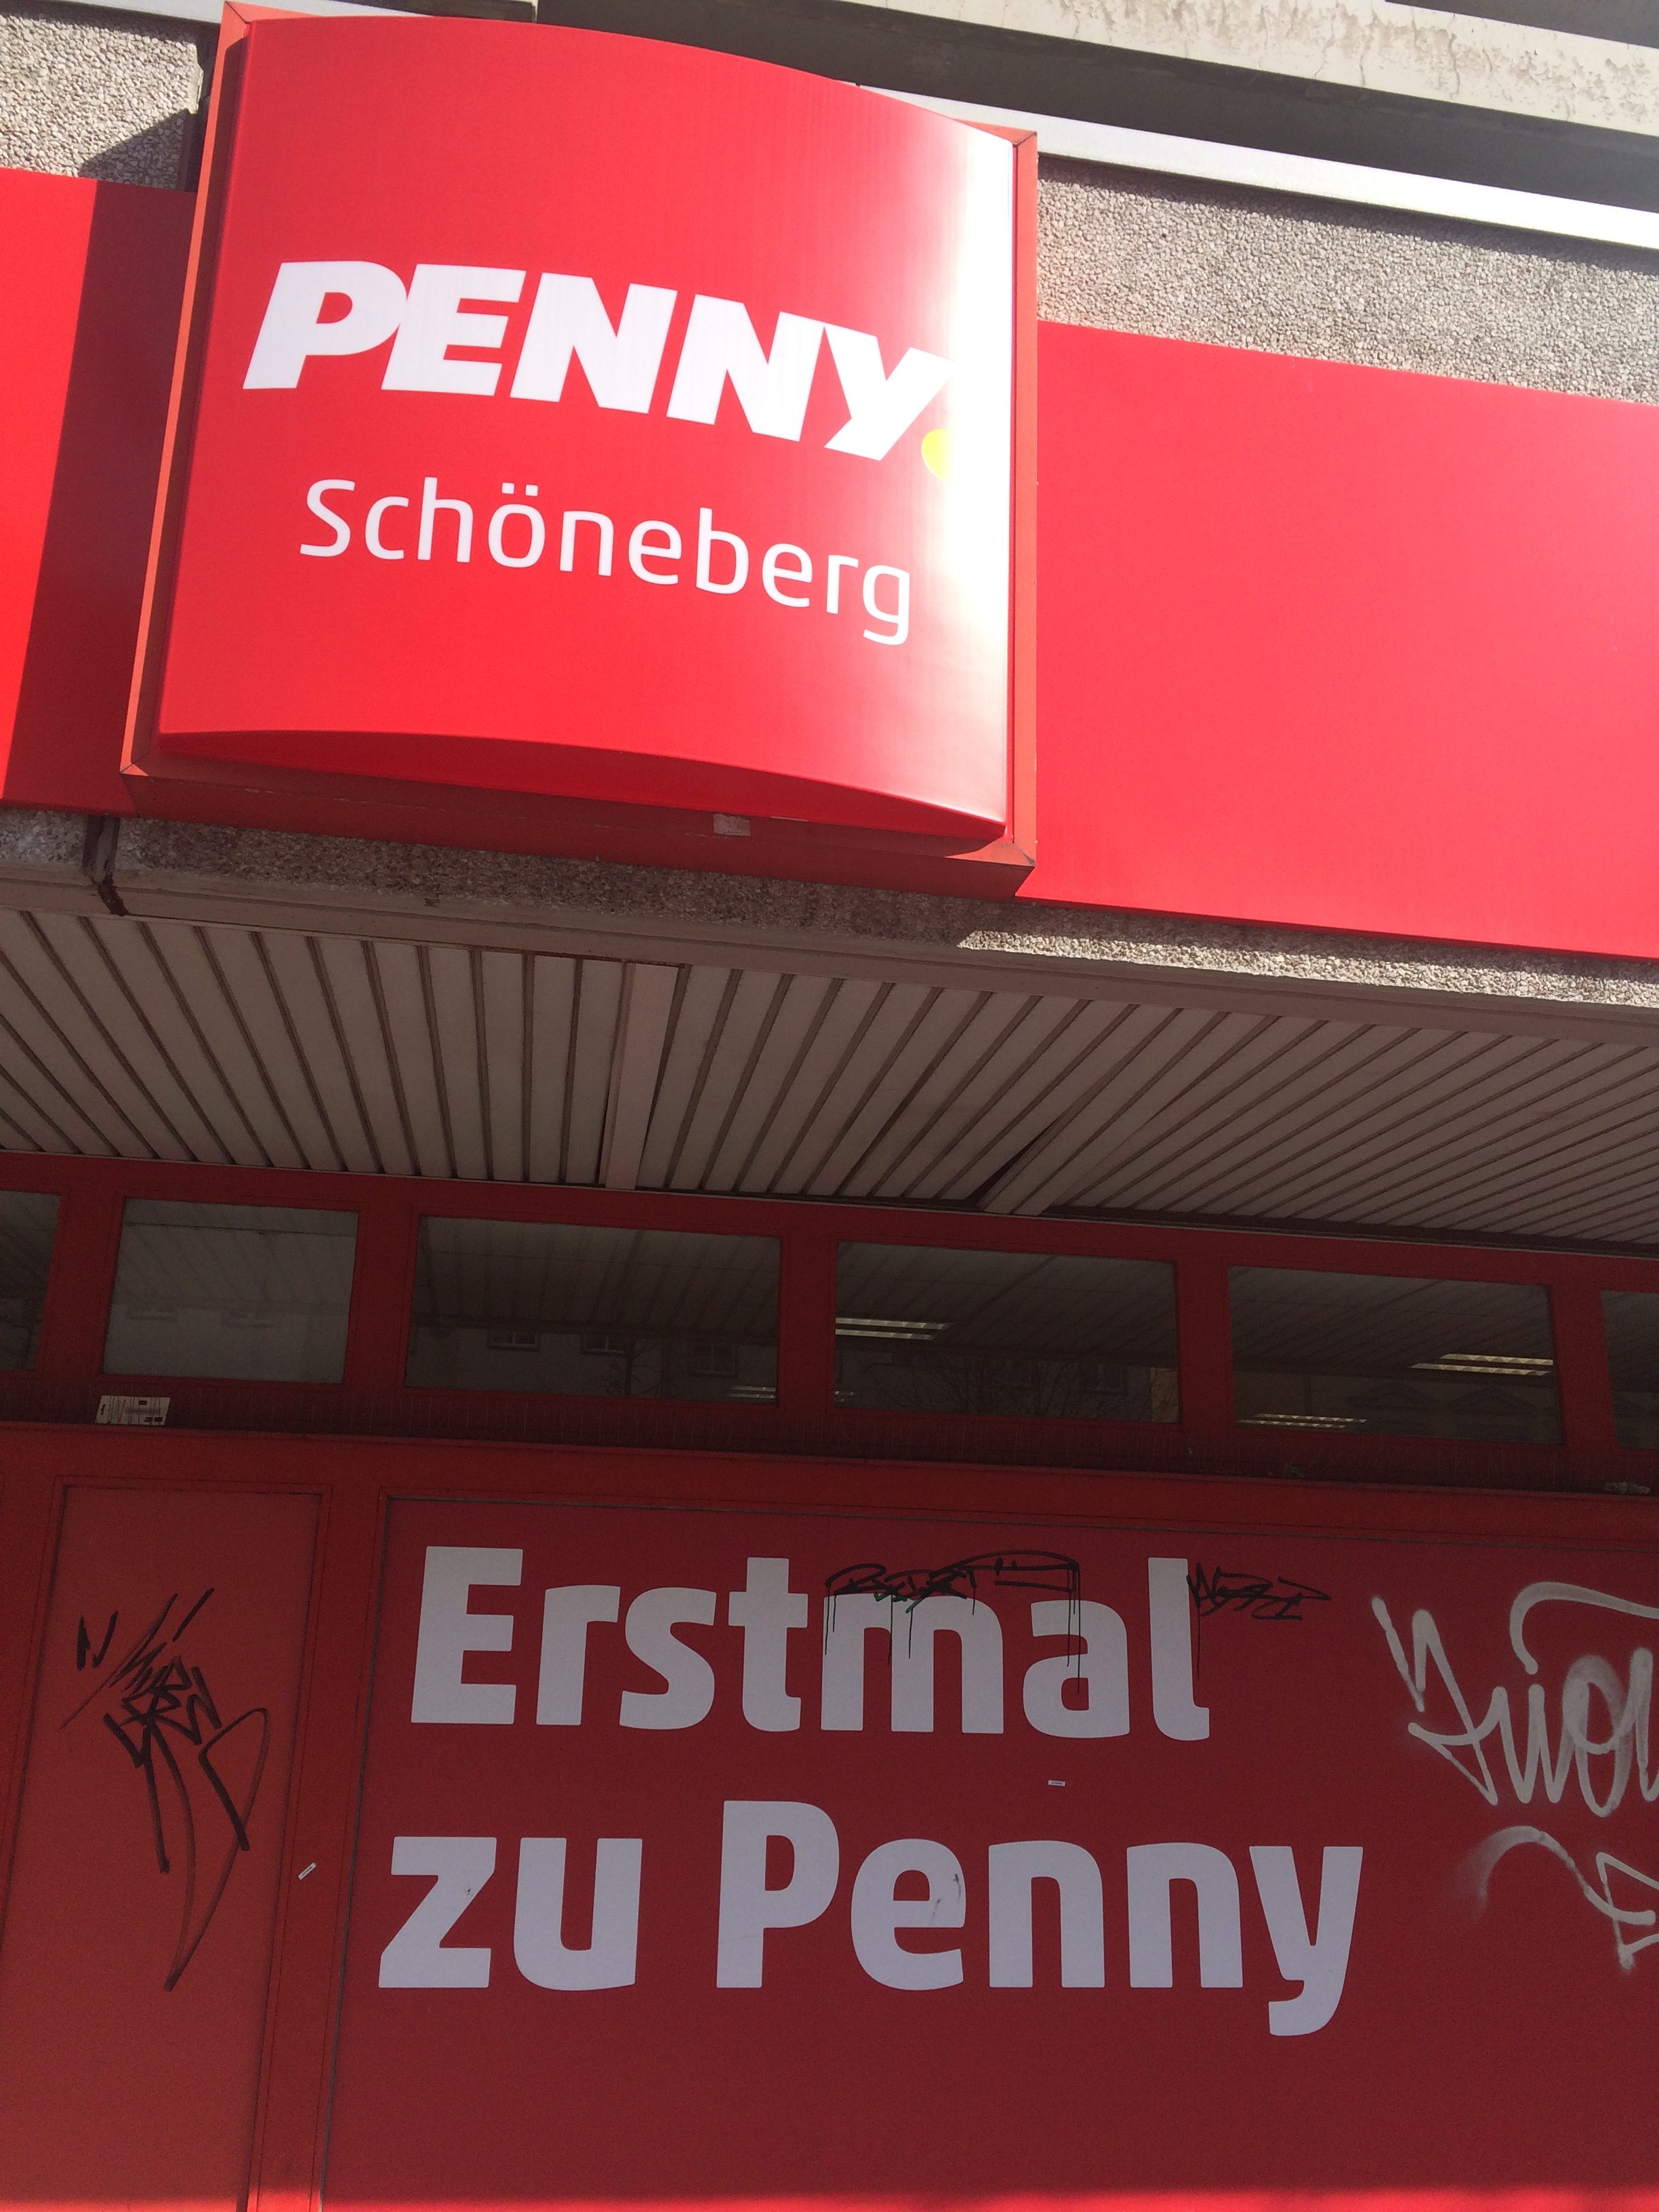 PENNY.
Schöneberg
Erstmal
zu Penny